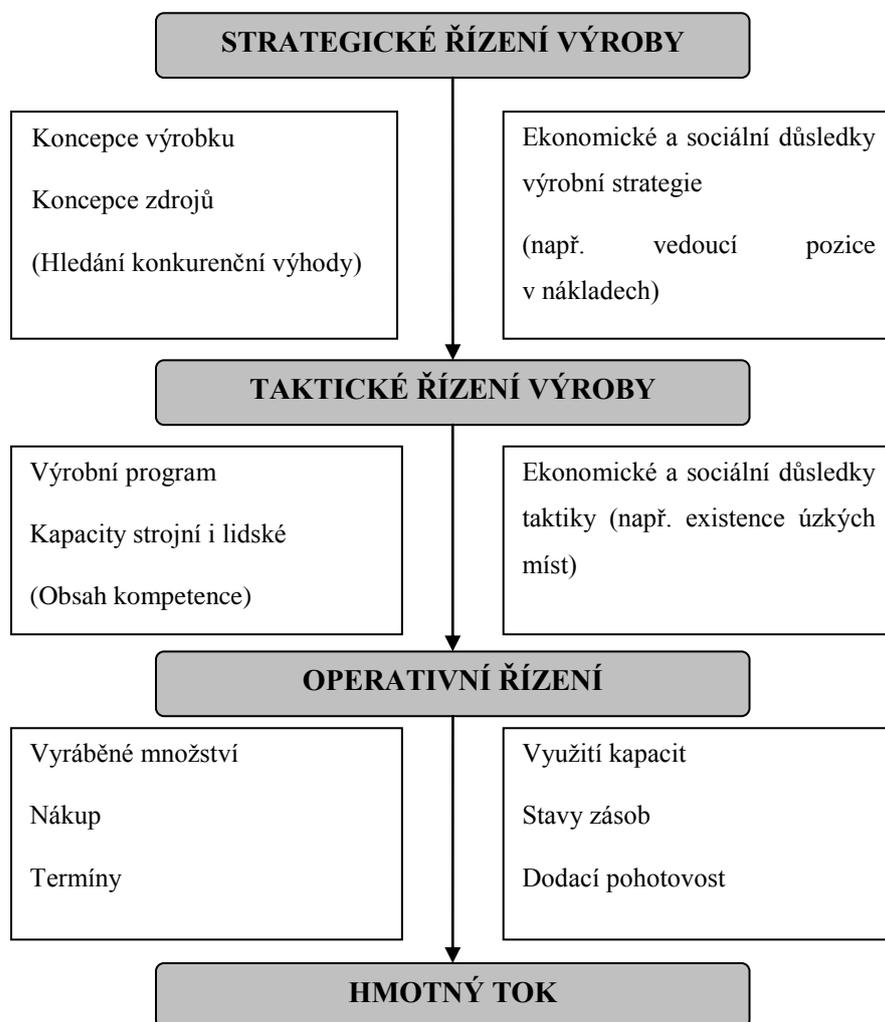 STRATEGICKÉ ŘÍZENÍ VÝROBY
Koncepce výrobku
Koncepce zdrojů
(Hledání konkurenční výhody)
Ekonomické a sociální důsledky
výrobní strategie
(např. vedoucí pozice
v nákladech)
TAKTICKÉ ŘÍZENÍ VÝROBY
Výrobní program
Kapacity strojní i lidské
(Obsah kompetence)
Ekonomické a sociální důsledky
taktiky (např. existence úzkých
míst)
OPERATIVNÍ ŘÍZENÍ
Vyráběné množství
Nákup
Termíny
Využití kapacit
Stavy zásob
Dodací pohotovost
HMOTNÝ TOK